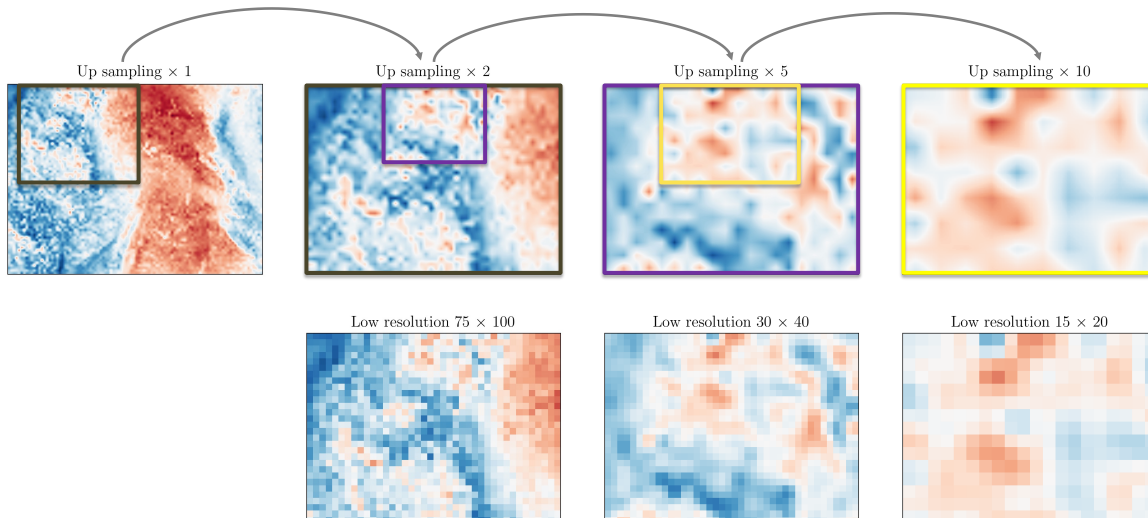 Up sampling × 1
Up sampling × 2
Up sampling × 5
Up sampling × 10
Low resolution 75 × 100
Low resolution 30 × 40
Low resolution 15 × 20